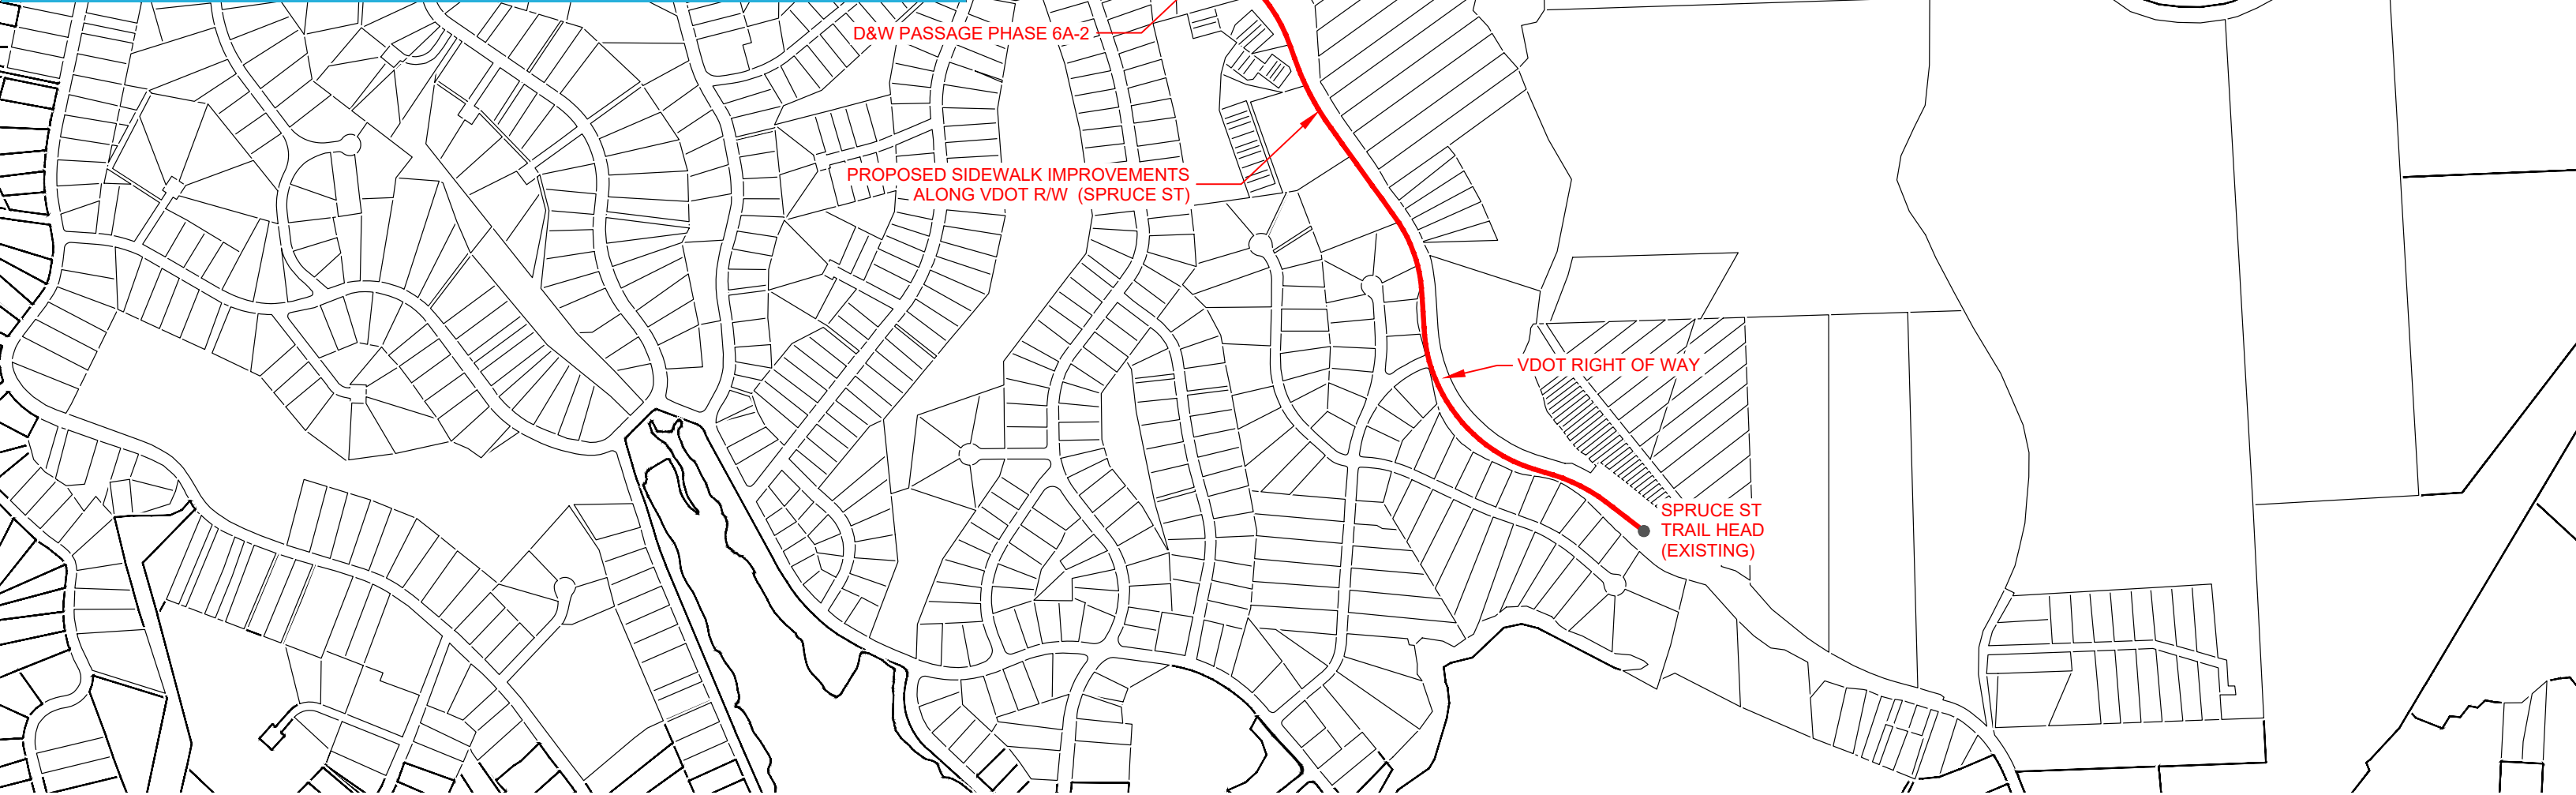 D&W PASSAGE PHASE 6A-2
PROPOSED SIDEWALK IMPROVEMENTS
ALONG VDOT R/W (SPRUCE ST)
VDOT RIGHT OF WAY
SPRUCE ST
TRAIL HEAD
(EXISTING)